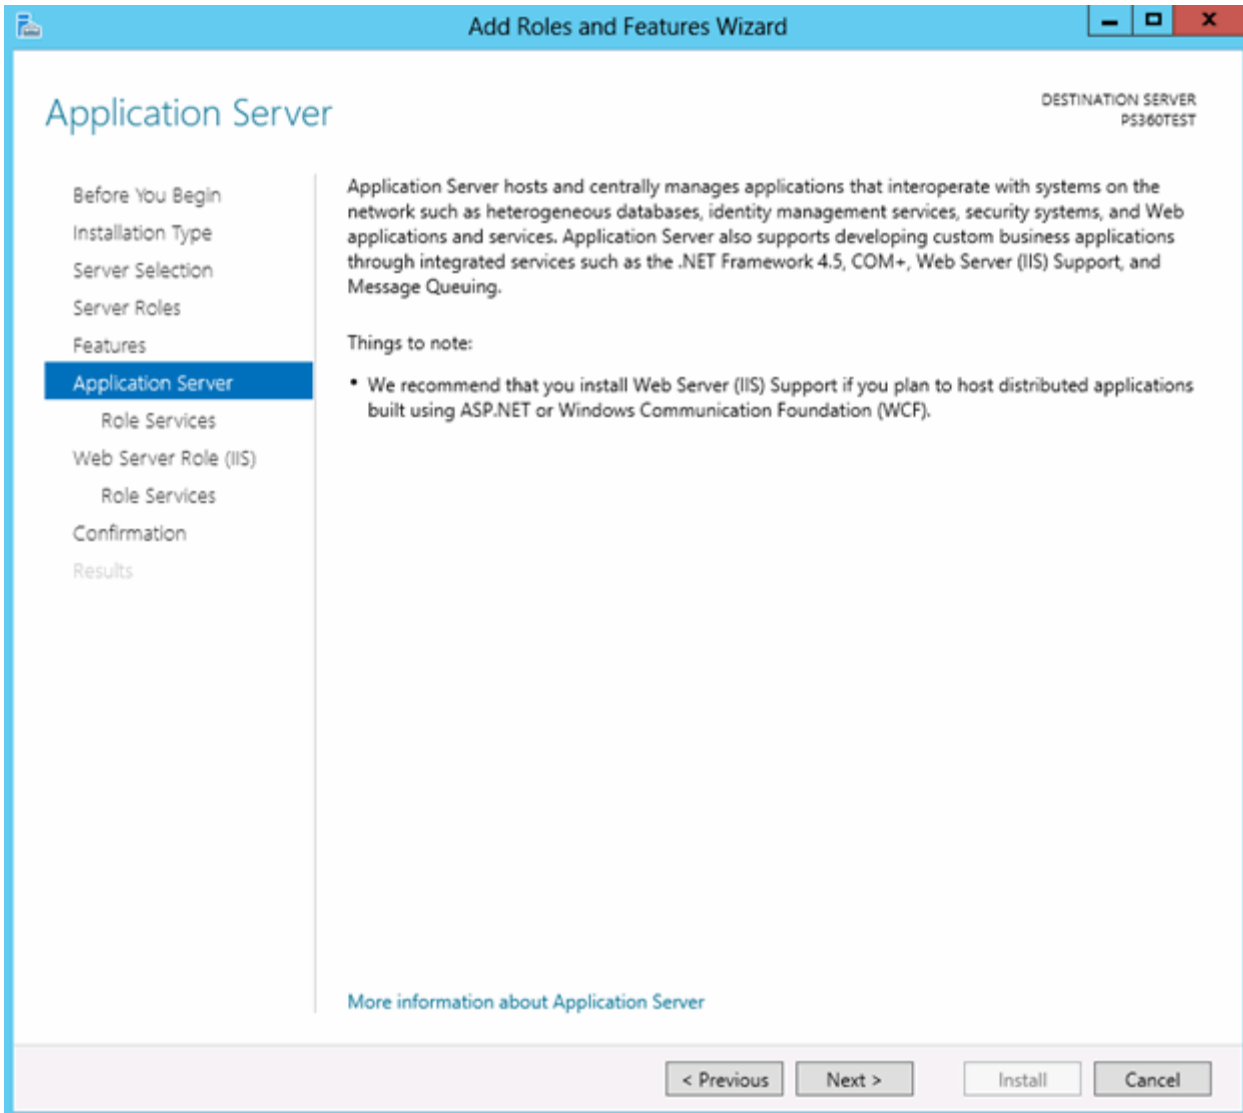 Add Roles and Features Wizard
Application Server
DESTINATION SERVER
PS360TEST
Before You Begin
Installation Type
Server Selection
Server Roles
Features
Application Server
Role Services
Web Server Role (IIS)
Role Services
Confirmation
Results
Application Server hosts and centrally manages applications that interoperate with systems on the
network such as heterogeneous databases, identity management services, security systems, and Web
applications and services. Application Server also supports developing custom business applications
through integrated services such as the .NET Framework 4.5, COM+, Web Server (IIS) Support, and
Message Queuing.
Things to note:
• We recommend that you install Web Server (IIS) Support if you plan to host distributed applications
built using ASP.NET or Windows Communication Foundation (WCF).
More information about Application Server
< Previous
Next >
Install
Cancel